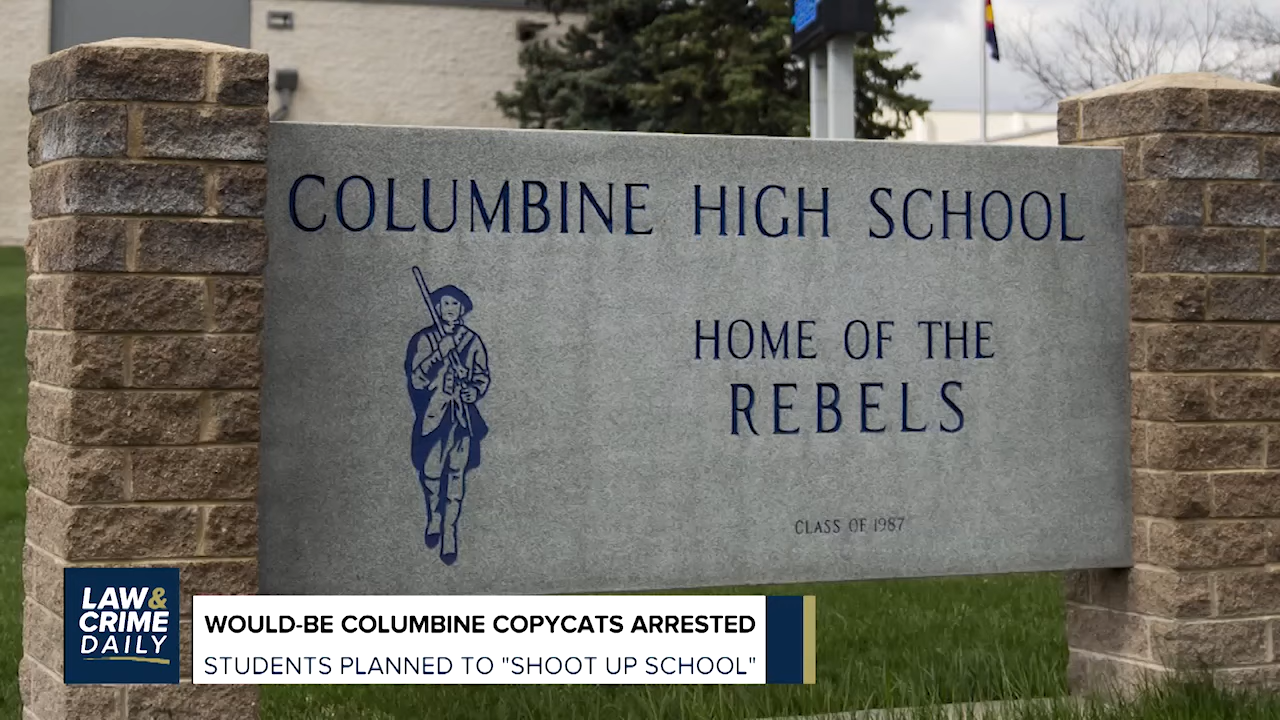 COLUMBINE HIGH SCHOOL
HOME OF THE
REBELS
CLASS OF 1987
LAW&
CRIME
DAILY
WOULD-BE COLUMBINE COPYCATS ARRESTED
STUDENTS PLANNED TO "SHOOT UP SCHOOL"